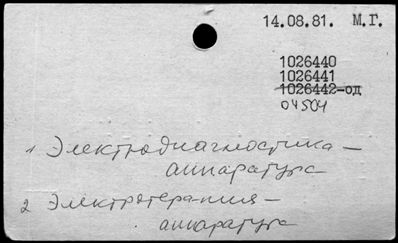 14.08.81. М.Г.
1026440
1026441
1026442-од
04504
1 Электродиагностика —
аппаратура
2 Электротерапия —
аппаратура